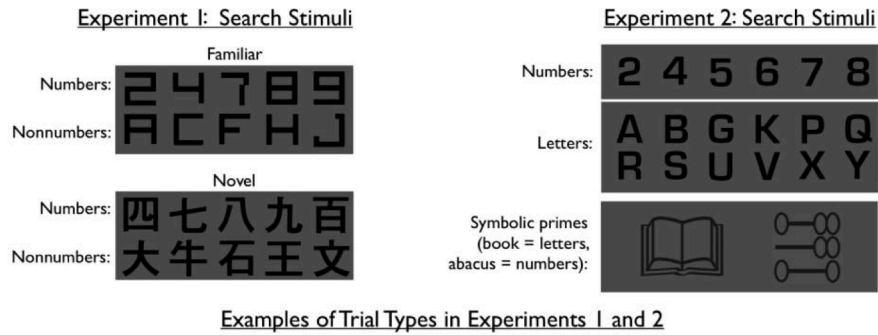 Experiment 1: Search Stimuli
Familiar
Numbers: 2 4 7 8 9
Nonnumbers: A C F H J
Novel
Numbers: 四 七 八 九 百
Nonnumbers: 大 牛 石 王 文
Experiment 2: Search Stimuli
Numbers: 2 4 5 6 7 8
Letters:
A B G K P Q
R S U V X Y
Symbolic primes
(book = letters,
abacus = numbers):
Examples of Trial Types in Experiments 1 and 2